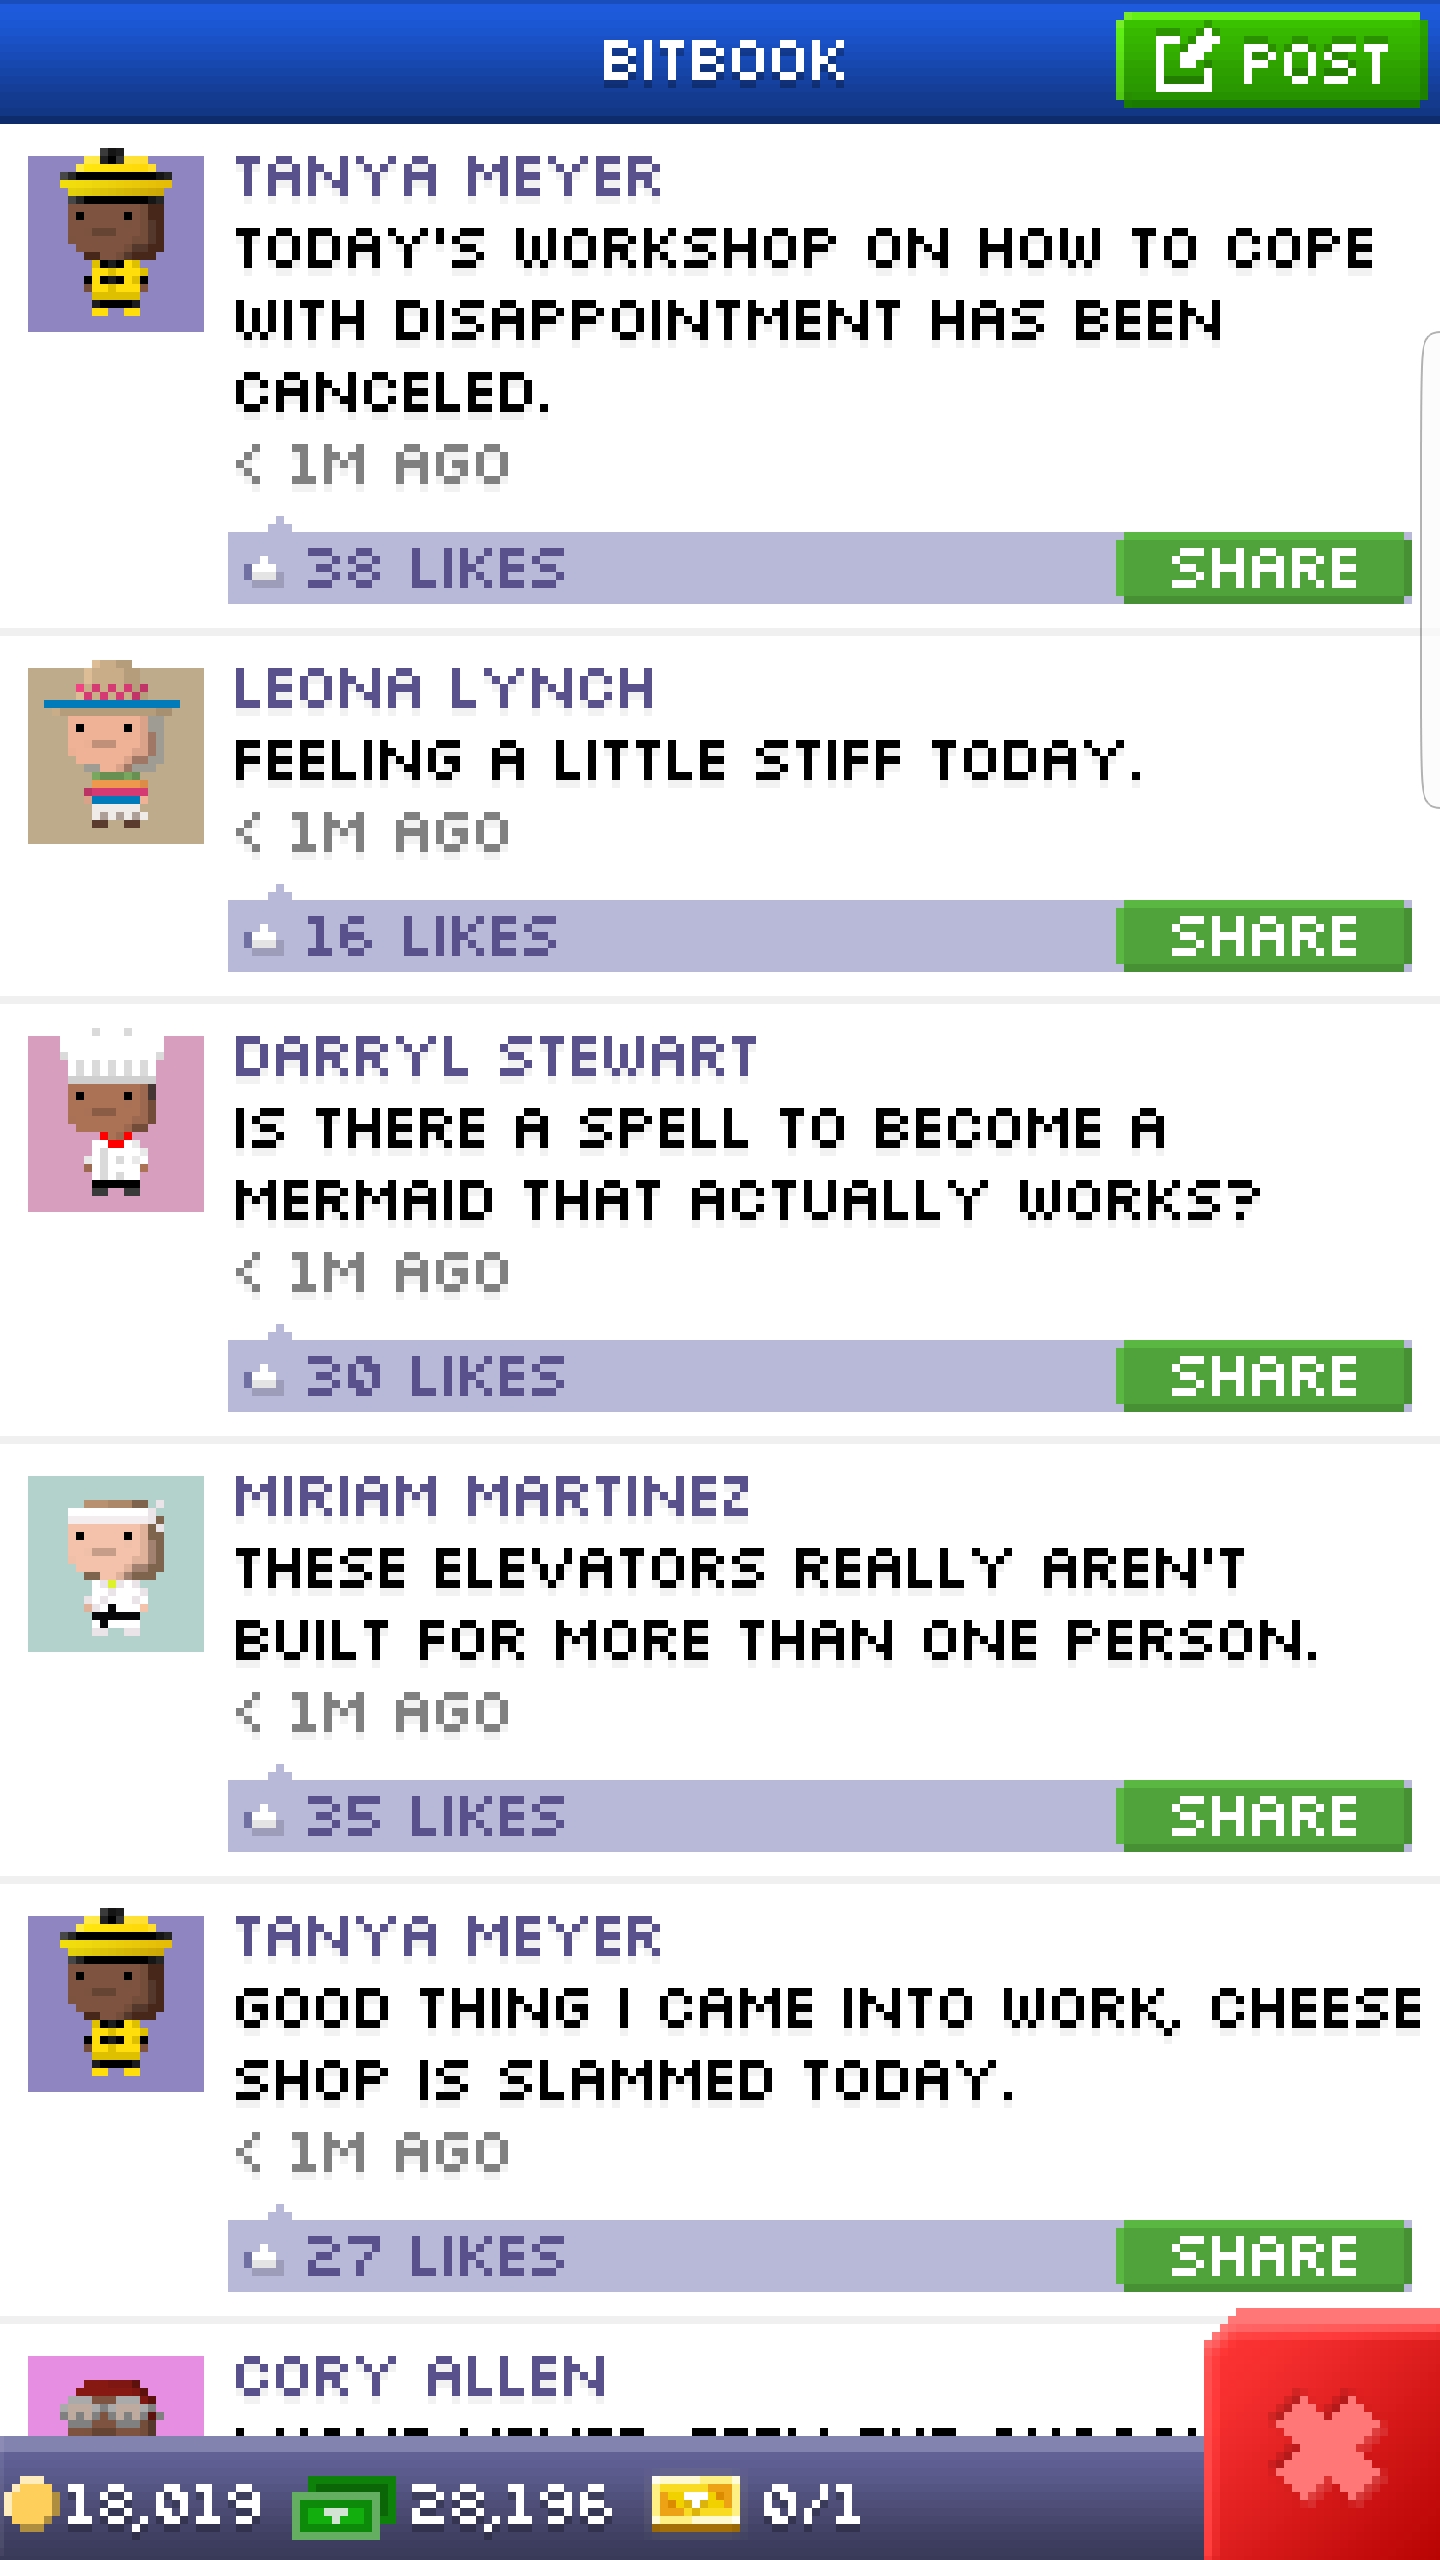 BITBOOK
POST
TANYA MEYER
TODAY'S WORKSHOP ON HOW TO COPE
WITH DISAPPOINTMENT HAS BEEN
CANCELED.
< 1M AGO
38 LIKES
SHARE
LEONA LYNCH
FEELING A LITTLE STIFF TODAY.
< 1M AGO
16 LIKES
SHARE
DARRYL STEWART
IS THERE A SPELL TO BECOME A
MERMAID THAT ACTUALLY WORKS?
< 1M AGO
30 LIKES
SHARE
MIRIAM MARTINEZ
THESE ELEVATORS REALLY AREN'T
BUILT FOR MORE THAN ONE PERSON.
< 1M AGO
35 LIKES
SHARE
TANYA MEYER
GOOD THING I CAME INTO WORK, CHEESE
SHOP IS SLAMMED TODAY.
< 1M AGO
27 LIKES
SHARE
CORY ALLEN
18,019
28,196
0/1